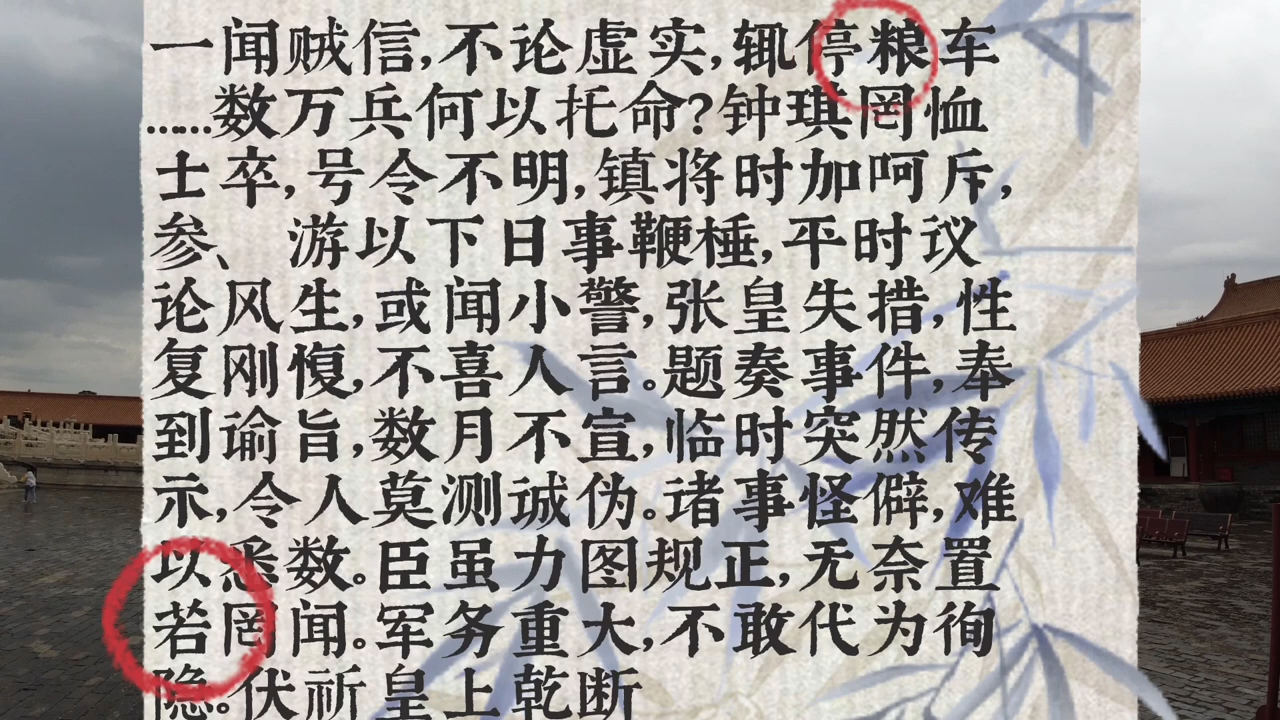 一闻贼信,不论虚实,辄停粮车
……数万兵何以托命?钟琪罔恤
士卒,号令不明,镇将时加呵斥,
参、游以下日事鞭棰,平时议
论风生,或闻小警,张皇失措,性
复刚愎,不喜人言。题奏事件,奉
到谕旨,数月不宣,临时突然传
示,令人莫测诚伪。诸事怪僻,难
以悉数。臣虽力图规正,无奈置
若罔闻。军务重大,不敢代为徇
隐。伏祈皇上乾断